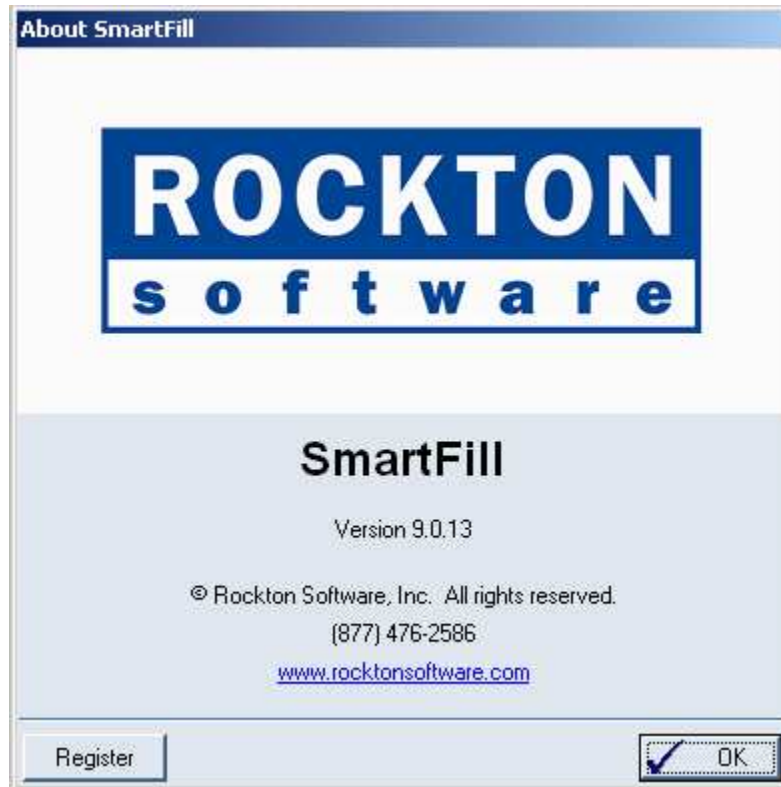 About SmartFill
ROCKTON
software
SmartFill
Version 9.0.13
© Rockton Software, Inc. All rights reserved.
(877) 476-2586
www.rocktonsoftware.com
Register
OK